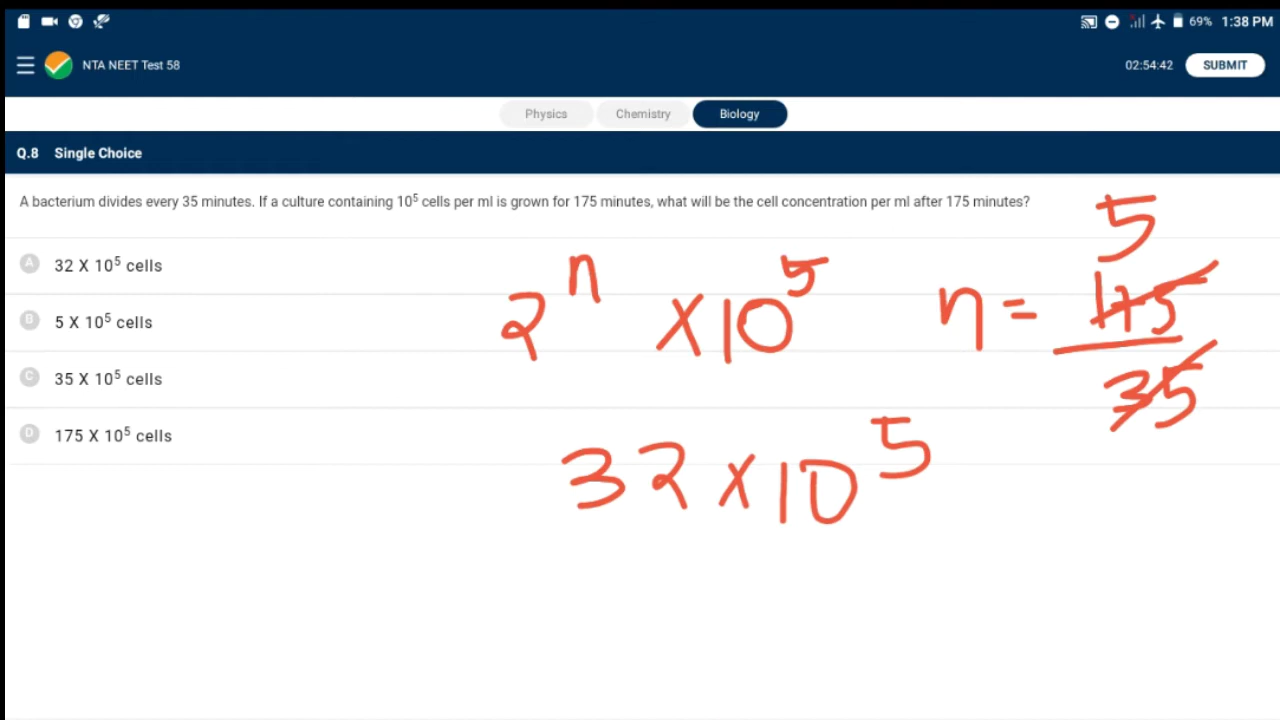 69% 1:38 PM
NTA NEET Test 58
02:54:42 SUBMIT
Physics Chemistry Biology
Q.8 Single Choice
A bacterium divides every 35 minutes. If a culture containing 10⁵ cells per ml is grown for 175 minutes, what will be the cell concentration per ml after 175 minutes?
A 32 X 10⁵ cells
B 5 X 10⁵ cells
C 35 X 10⁵ cells
D 175 X 10⁵ cells
5
2ⁿ ×10⁵ n = 175
35
32×10⁵